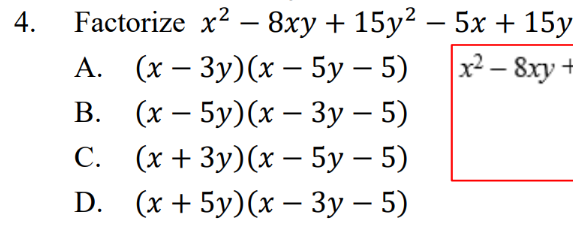 4. Factorize x² – 8xy + 15y² – 5x + 15y
A. (x – 3y)(x – 5y – 5)
B. (x – 5y)(x – 3y – 5)
C. (x + 3y)(x – 5y – 5)
D. (x + 5y)(x – 3y – 5)
x² – 8xy +